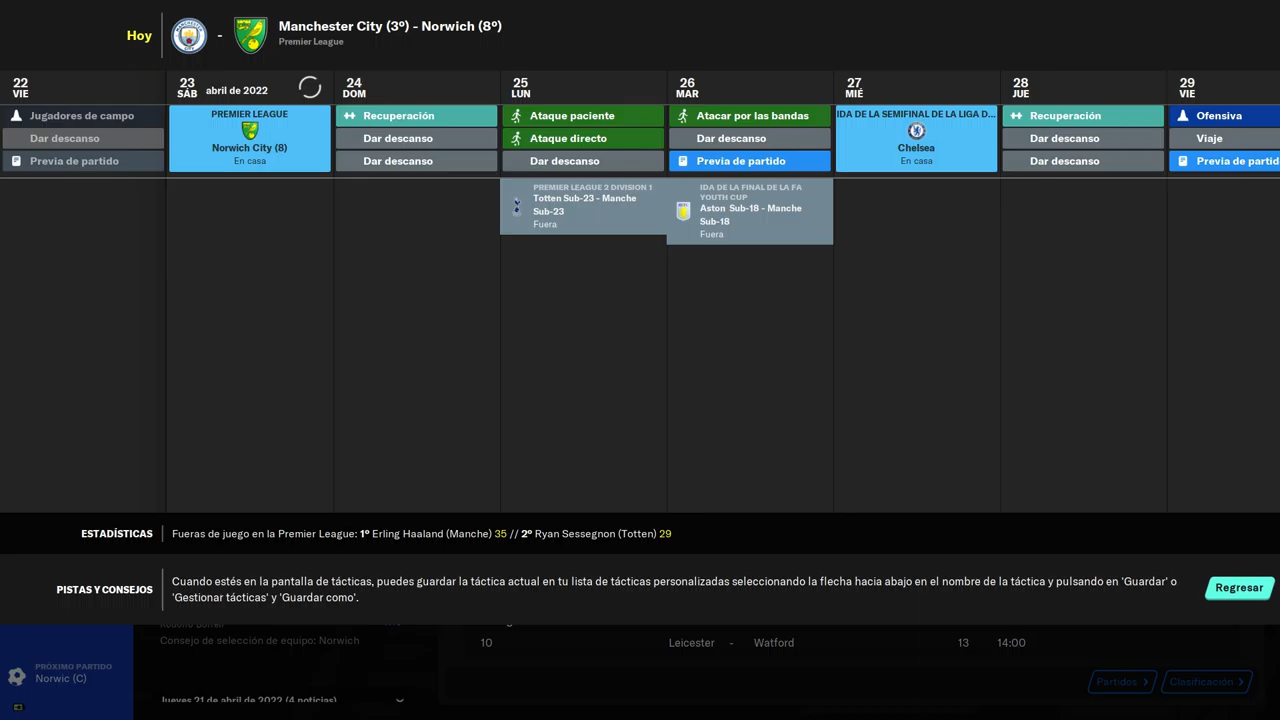 Hoy
-
Manchester City (3º) - Norwich (8º)
Premier League
22
VIE
23
SÁB
abril de 2022
24
DOM
25
LUN
26
MAR
27
MIÉ
28
JUE
29
VIE
Jugadores de campo
Dar descanso
Previa de partido
PREMIER LEAGUE
Norwich City (8)
En casa
Recuperación
Dar descanso
Dar descanso
Ataque paciente
Ataque directo
Dar descanso
Atacar por las bandas
Dar descanso
Previa de partido
IDA DE LA SEMIFINAL DE LA LIGA D...
Chelsea
En casa
Recuperación
Dar descanso
Dar descanso
Ofensiva
Viaje
Previa de partid
PREMIER LEAGUE 2 DIVISION 1
Totten Sub-23 - Manche
Sub-23
Fuera
IDA DE LA FINAL DE LA FA
YOUTH CUP
Aston Sub-18 - Manche
Sub-18
Fuera
ESTADÍSTICAS
Fueras de juego en la Premier League: 1º Erling Haaland (Manche) 35 // 2º Ryan Sessegnon (Totten) 29
PISTAS Y CONSEJOS
Cuando estés en la pantalla de tácticas, puedes guardar la táctica actual en tu lista de tácticas personalizadas seleccionando la flecha hacia abajo en el nombre de la táctica y pulsando en 'Guardar' o
'Gestionar tácticas' y 'Guardar como'.
Regresar
Consejo de selección de equipo: Norwich
10
Leicester - Watford
13
14:00
PRÓXIMO PARTIDO
Norwic (C)
Partidos
Clasificación
Jueves 21 de abril de 2022 (4 noticias)